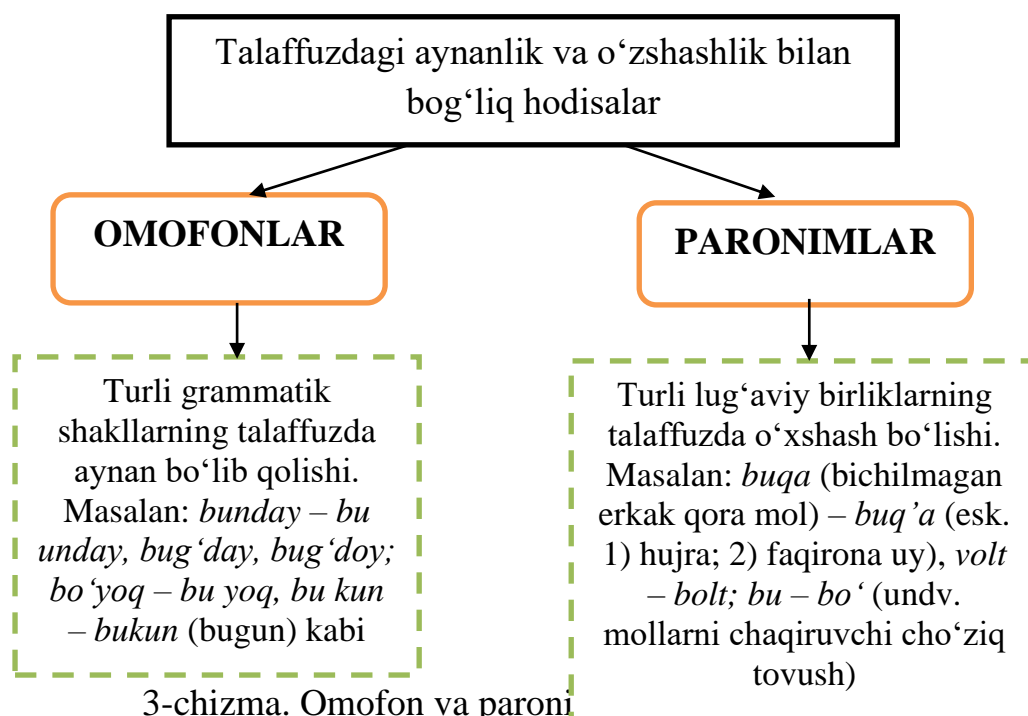 Talaffuzdagi aynanlik va o‘zshashlik bilan
bog‘liq hodisalar
OMOFONLAR
PARONIMLAR
Turli grammatik
shakllarning talaffuzda
aynan bo‘lib qolishi.
Masalan: bunday – bu
unday, bug‘day, bug‘doy;
bo‘yoq – bu yoq, bu kun
– bukun (bugun) kabi
Turli lug‘aviy birliklarning
talaffuzda o‘xshash bo‘lishi.
Masalan: buqa (bichilmagan
erkak qora mol) – buq’a (esk.
1) hujra; 2) faqirona uy), volt
– bolt; bu – bo‘ (undv.
mollarni chaqiruvchi cho‘ziq
tovush)
3-chizma. Omofon va paroni